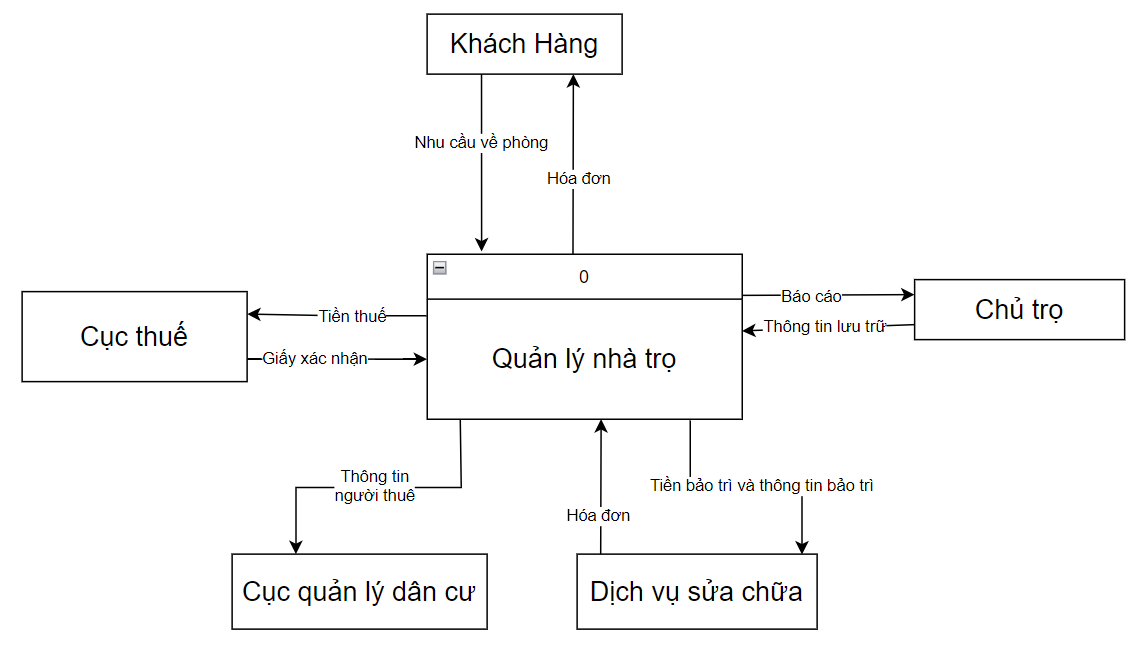 Khách Hàng
Nhu cầu về phòng
Hóa đơn
0
Quản lý nhà trọ
Báo cáo
Thông tin lưu trữ
Chủ trọ
Tiền thuế
Giấy xác nhận
Cục thuế
Thông tin
người thuê
Tiền bảo trì và thông tin bảo trì
Hóa đơn
Cục quản lý dân cư
Dịch vụ sửa chữa